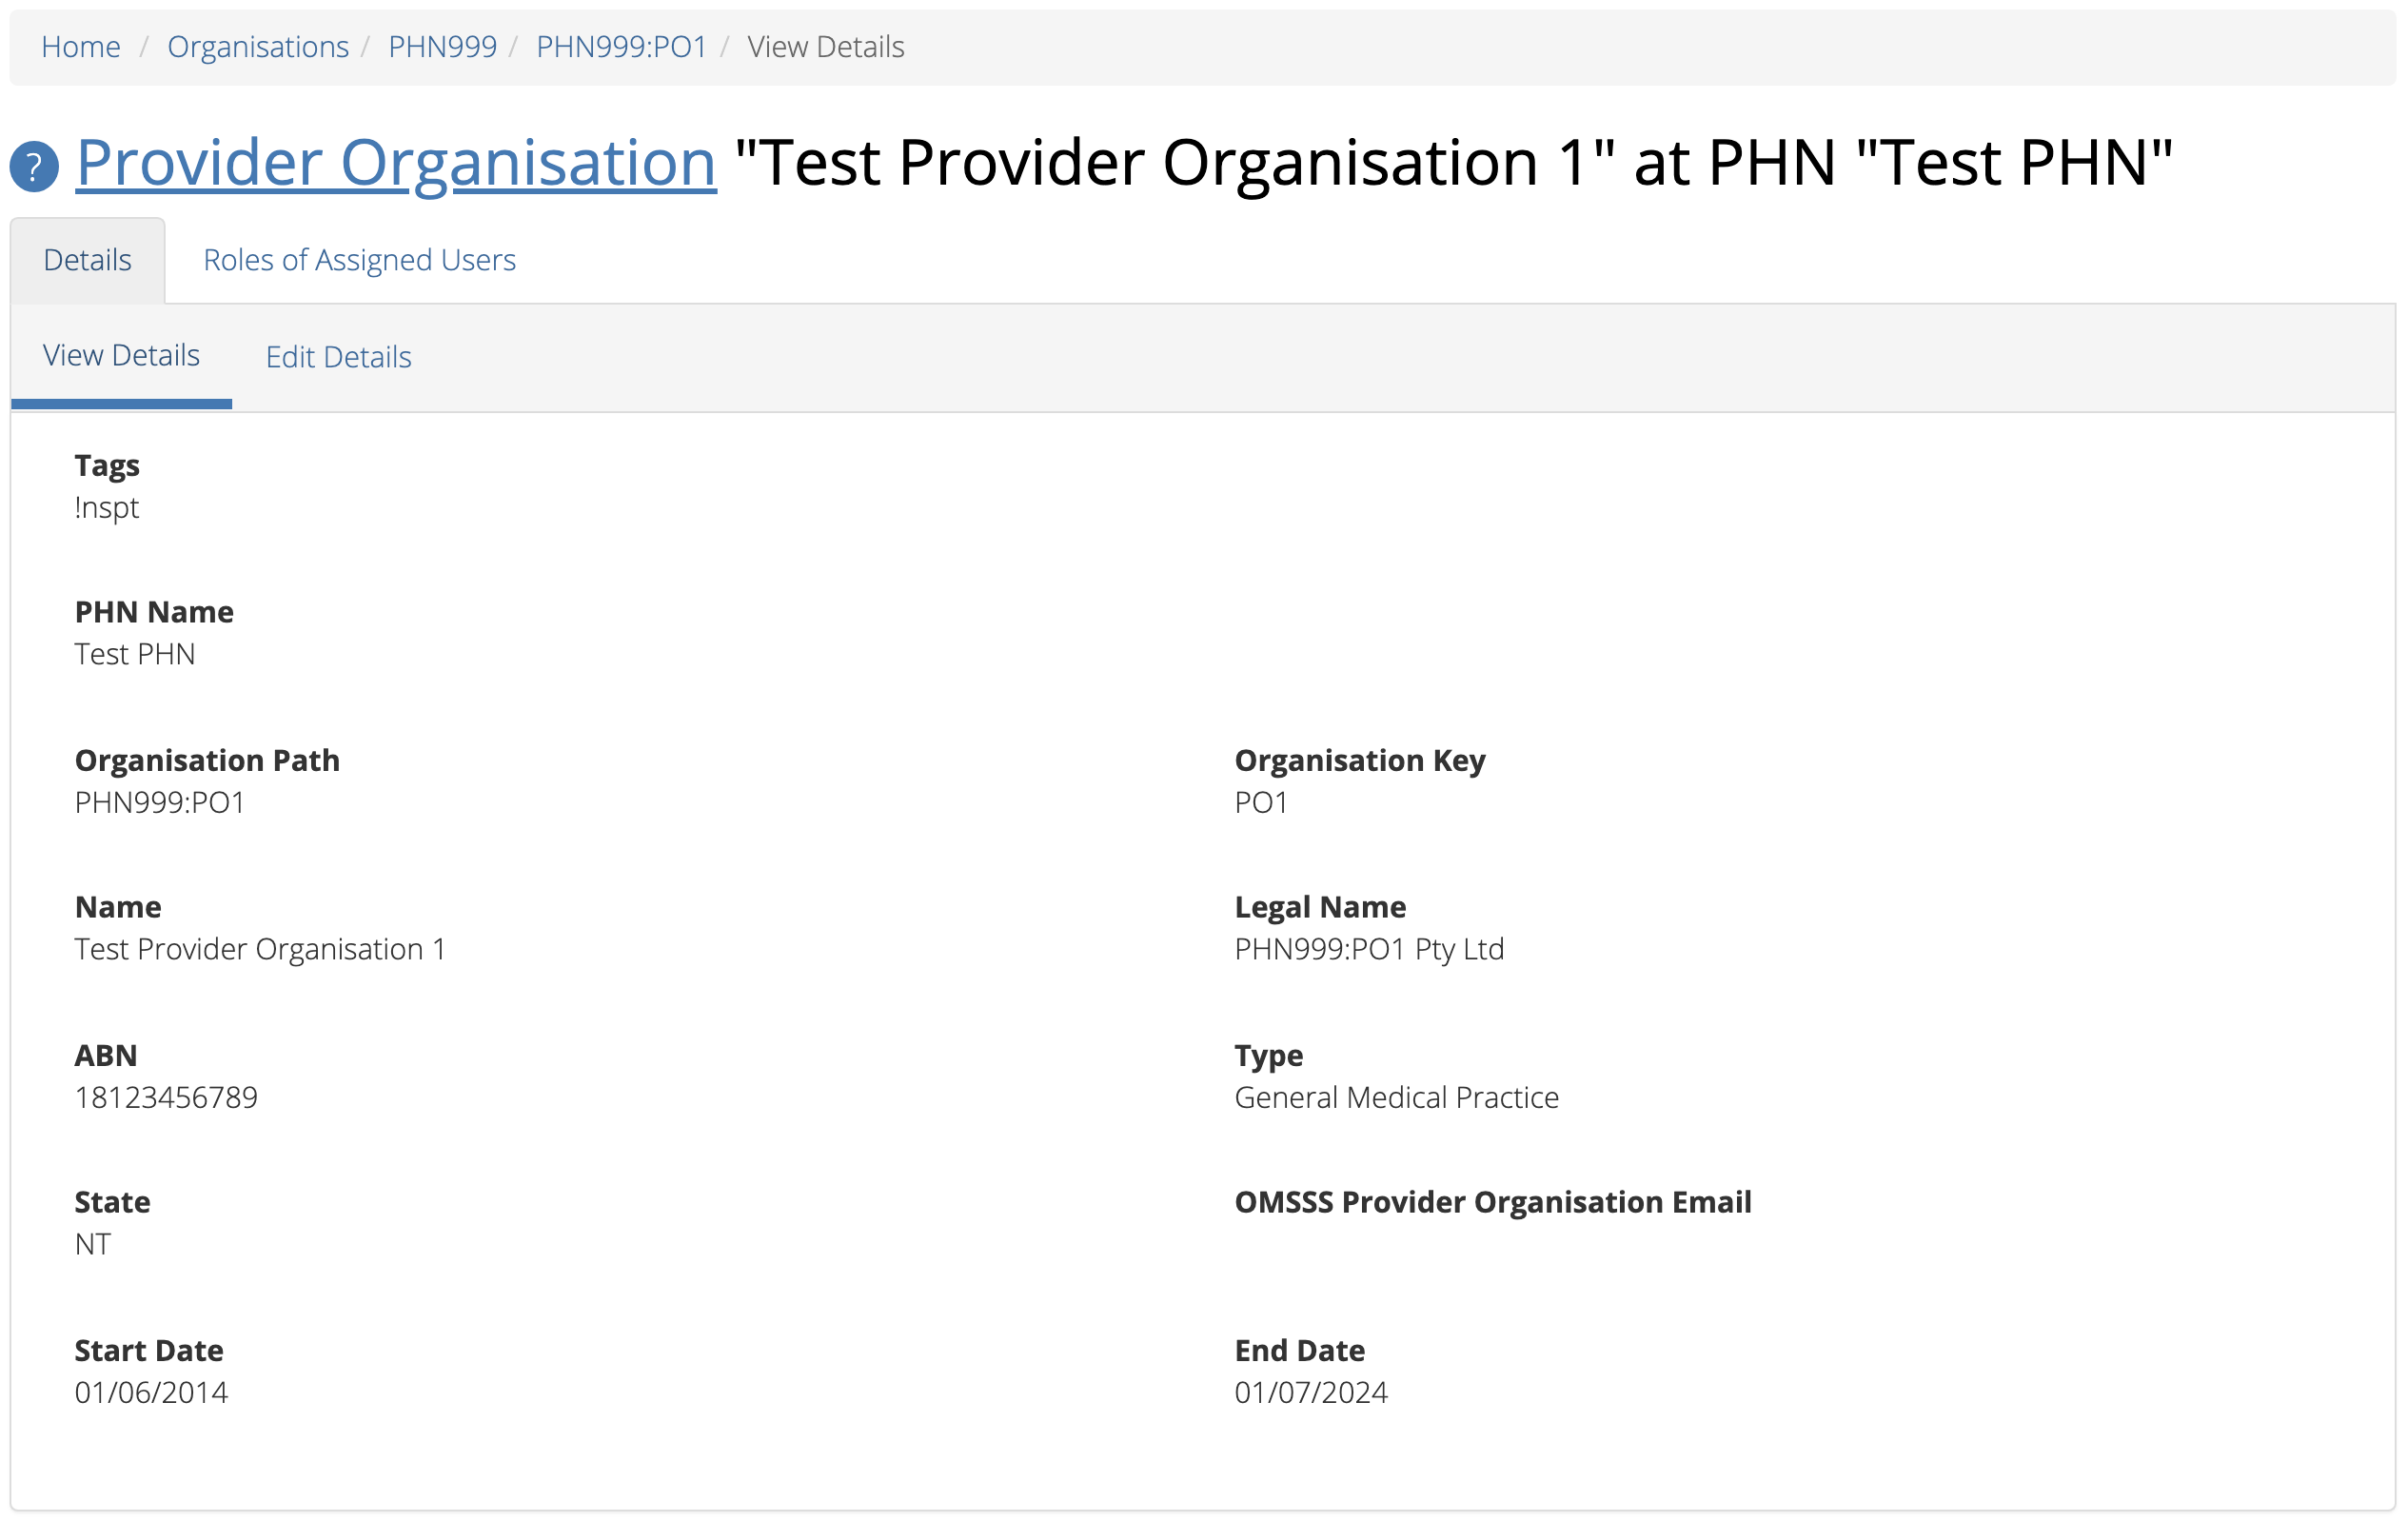 Home / Organisations / PHN999 / PHN999:PO1 / View Details
? Provider Organisation "Test Provider Organisation 1" at PHN "Test PHN"
Details Roles of Assigned Users
View Details Edit Details
Tags
!nspt
PHN Name
Test PHN
Organisation Path
PHN999:PO1
Organisation Key
PO1
Name
Test Provider Organisation 1
Legal Name
PHN999:PO1 Pty Ltd
ABN
18123456789
Type
General Medical Practice
State
NT
OMSSS Provider Organisation Email
Start Date
01/06/2014
End Date
01/07/2024